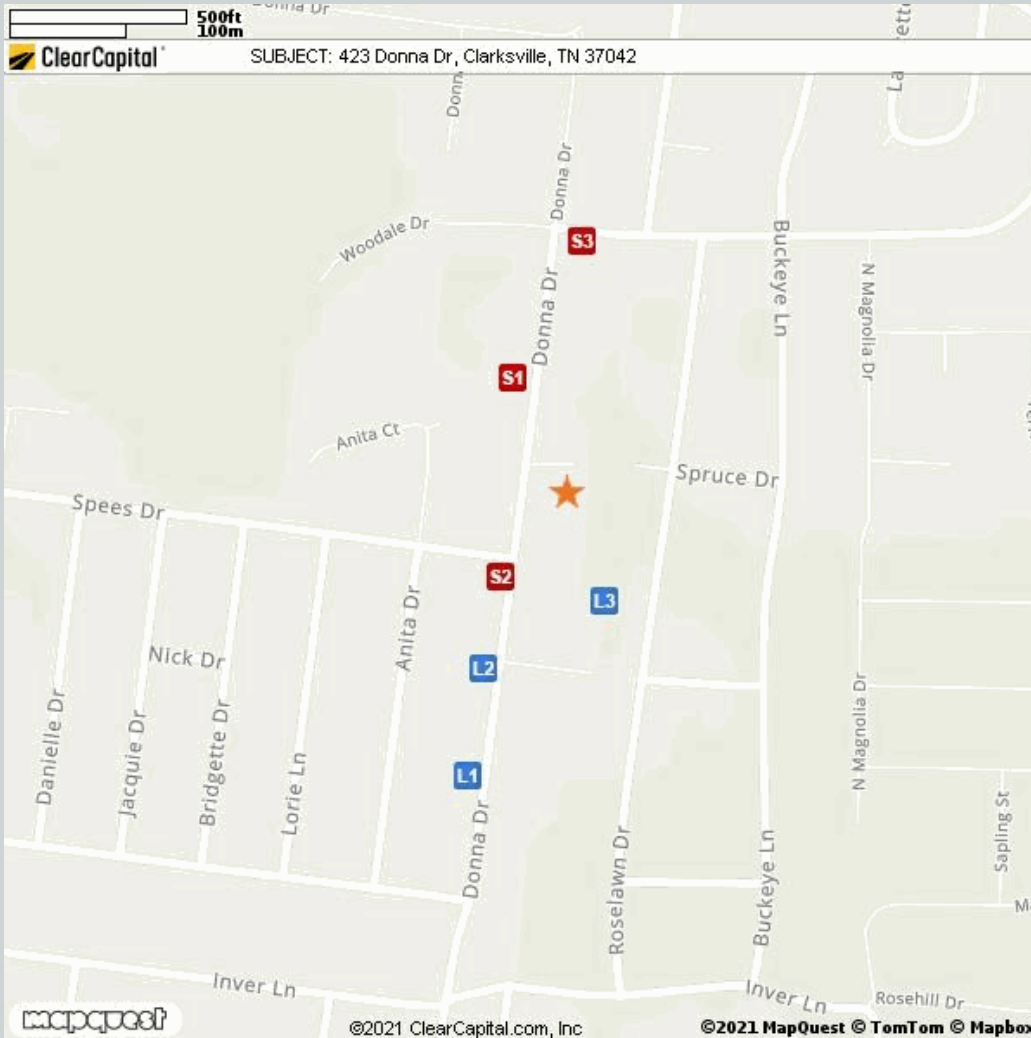 500ft
100m
Donna Dr
ClearCapital
SUBJECT: 423 Donna Dr, Clarksville, TN 37042
Donn
Donna Dr
Woodale Dr
S3
Buckeye Ln
Donna Dr
N Magnolia Dr
S1
Anita Ct
Spruce Dr
Spees Dr
S2
L3
Anita Dr
Nick Dr
L2
Danielle Dr
Jacquie Dr
Bridgette Dr
Lorie Ln
N Magnolia Dr
L1
Donna Dr
Roselawn Dr
Buckeye Ln
Sapling St
Inver Ln
Inver Ln
Rosehill Dr
mapquest
©2021 ClearCapital.com, Inc
©2021 MapQuest © TomTom © Mapbox